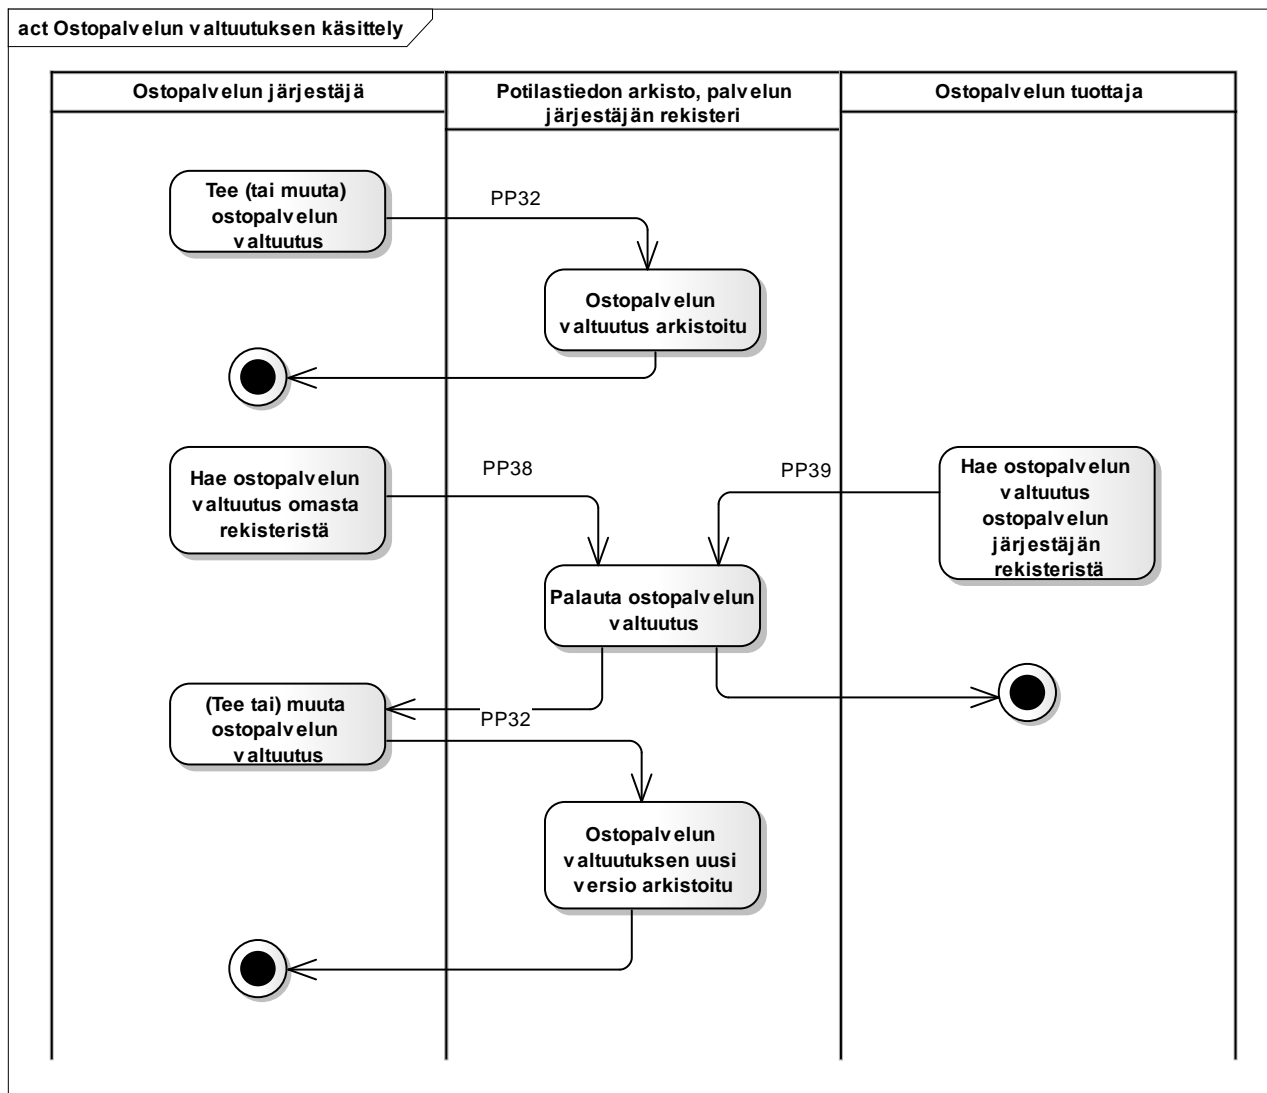 act Ostopalvelun valtuutuksen käsittely
Ostopalvelun järjestäjä
Potilastiedon arkisto, palvelun
järjestäjän rekisteri
Ostopalvelun tuottaja
Tee (tai muuta)
ostopalvelun
valtuutus
PP32
Ostopalvelun
valtuutus arkistoitu
Hae ostopalvelun
valtuutus omasta
rekisteristä
PP38
PP39
Hae ostopalvelun
valtuutus
ostopalvelun
järjestäjän
rekisteristä
Palauta ostopalvelun
valtuutus
(Tee tai) muuta
ostopalvelun
valtuutus
PP32
Ostopalvelun
valtuutuksen uusi
versio arkistoitu